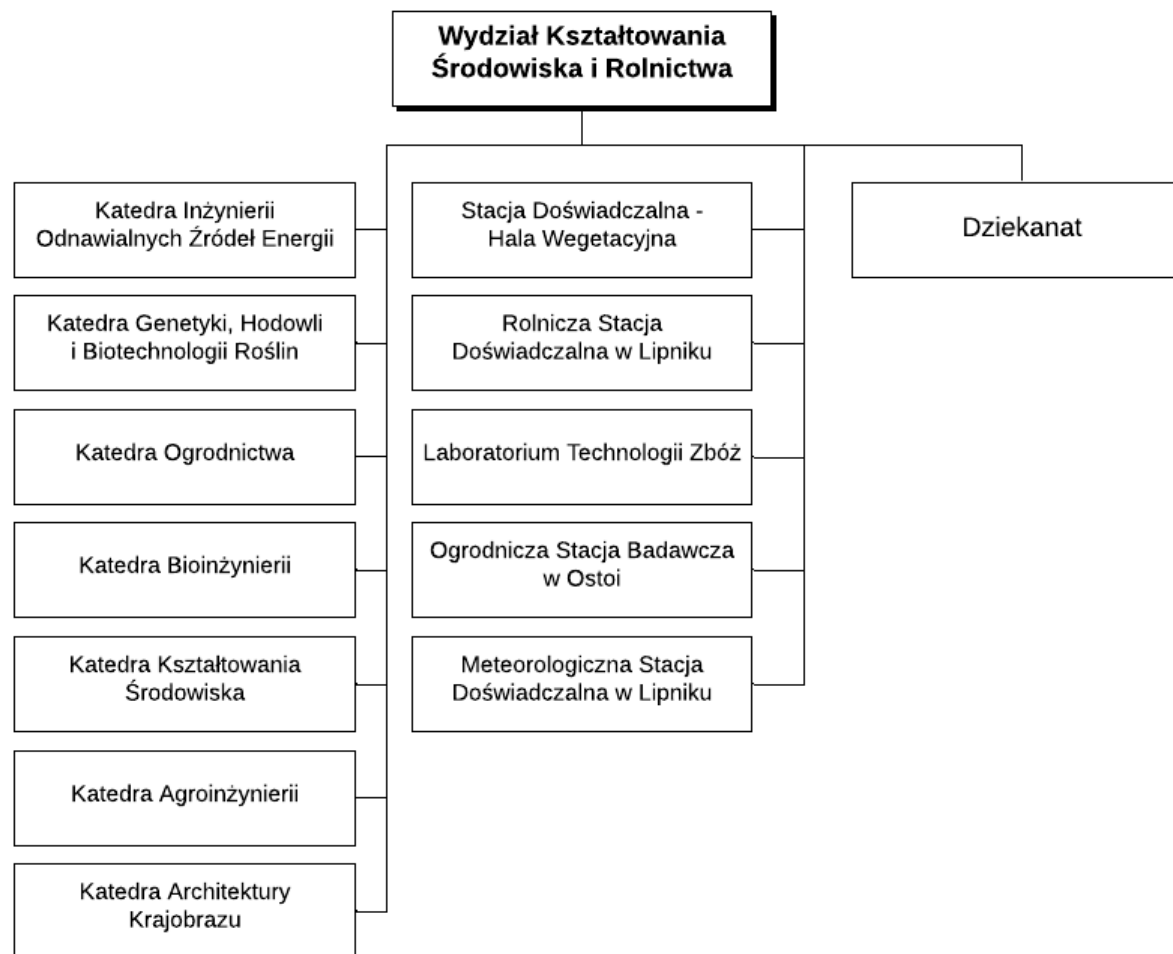 Wydział Kształtowania
Środowiska i Rolnictwa
Katedra Inżynierii
Odnawialnych Źródeł Energii
Katedra Genetyki, Hodowli
i Biotechnologii Roślin
Katedra Ogrodnictwa
Katedra Bioinżynierii
Katedra Kształtowania
Środowiska
Katedra Agroinżynierii
Katedra Architektury
Krajobrazu
Stacja Doświadczalna -
Hala Wegetacyjna
Rolnicza Stacja
Doświadczalna w Lipniku
Laboratorium Technologii Zbóż
Ogrodnicza Stacja Badawcza
w Ostoi
Meteorologiczna Stacja
Doświadczalna w Lipniku
Dziekanat